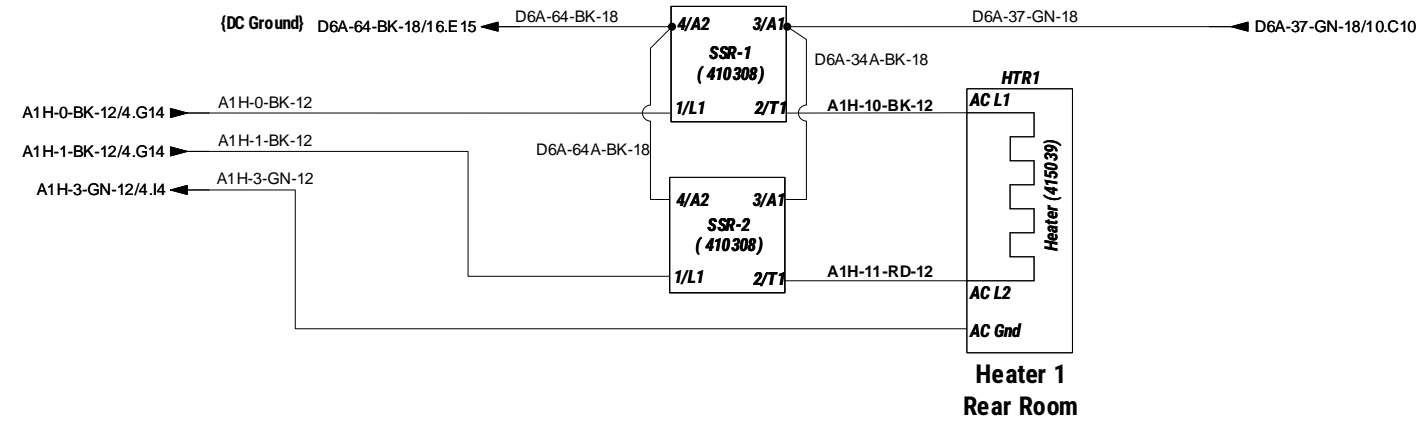 {DC Ground} D6A-64-BK-18/16.E15
D6A-64-BK-18
4/A2
3/A1
D6A-37-GN-18
D6A-37-GN-18/10.C10
SSR-1
( 410308)
D6A-34A-BK-18
HTR1
A1H-0-BK-12/4.G14
A1H-0-BK-12
1/L1
2/T1
A1H-10-BK-12
AC L1
A1H-1-BK-12/4.G14
A1H-1-BK-12
D6A-64A-BK-18
A1H-3-GN-12/4.I4
A1H-3-GN-12
4/A2
3/A1
Heater (415039)
SSR-2
( 410308)
1/L1
2/T1
A1H-11-RD-12
AC L2
AC Gnd
Heater 1
Rear Room